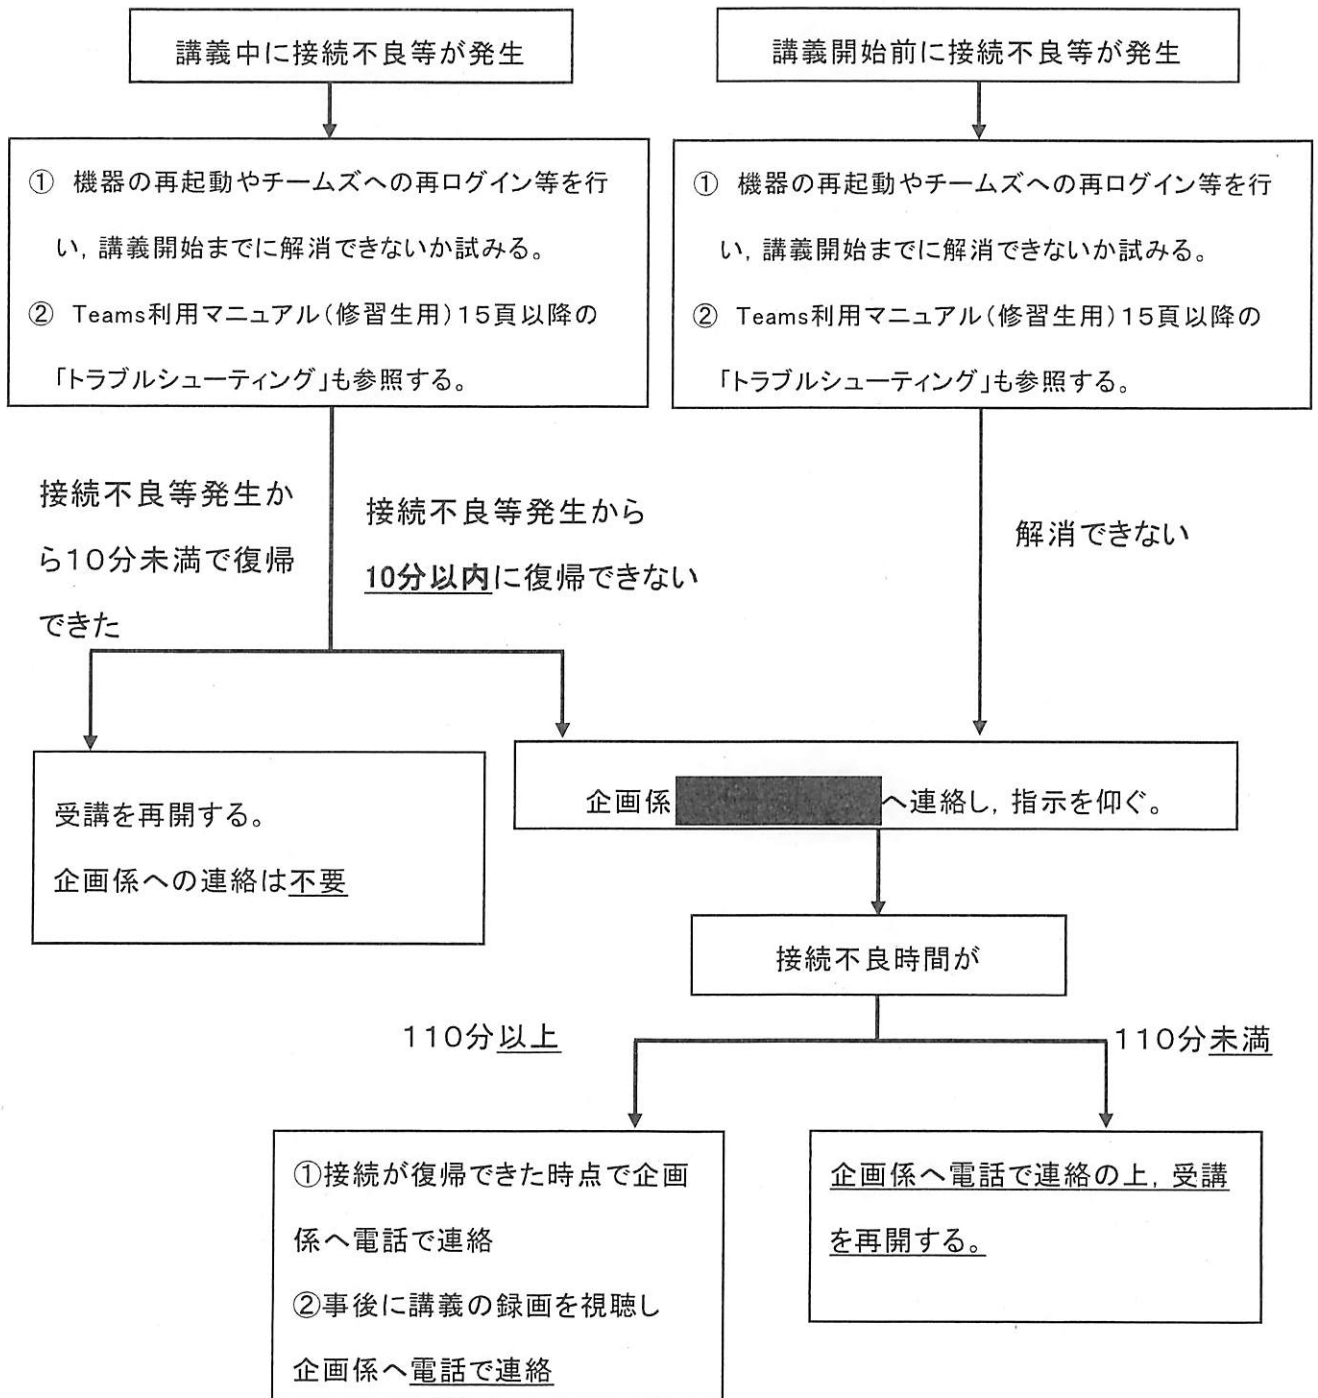 講義中に接続不良等が発生
講義開始前に接続不良等が発生
① 機器の再起動やチームズへの再ログイン等を行
い，講義開始までに解消できないか試みる。
② Teams利用マニュアル（修習生用）１５頁以降の
「トラブルシューティング」も参照する。
① 機器の再起動やチームズへの再ログイン等を行
い，講義開始までに解消できないか試みる。
② Teams利用マニュアル（修習生用）１５頁以降の
「トラブルシューティング」も参照する。
接続不良等発生か
ら１０分未満で復帰
できた
接続不良等発生から
10分以内に復帰できない
解消できない
受講を再開する。
企画係への連絡は不要
企画係 へ連絡し，指示を仰ぐ。
接続不良時間が
１１０分以上
１１０分未満
①接続が復帰できた時点で企画
係へ電話で連絡
②事後に講義の録画を視聴し
企画係へ電話で連絡
企画係へ電話で連絡の上，受講
を再開する。